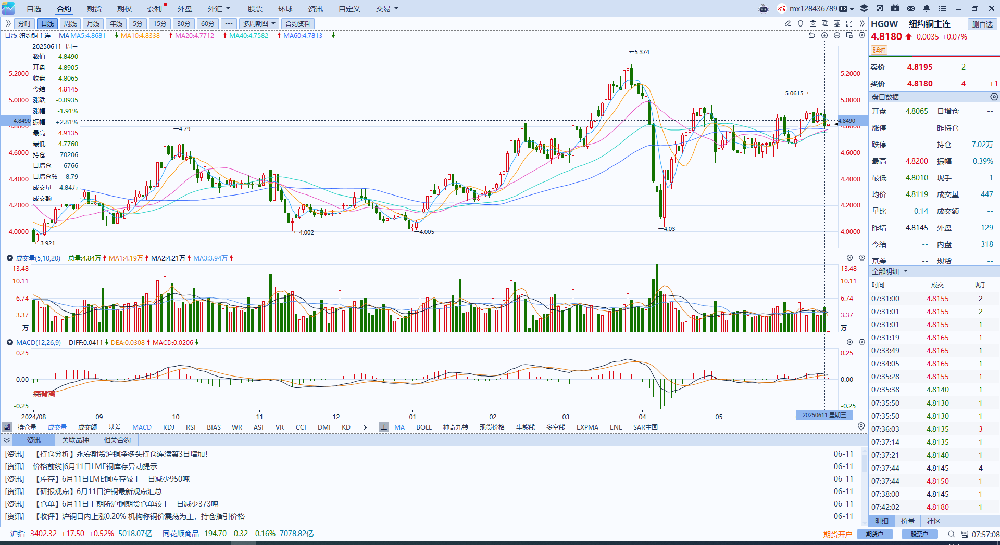 自选 合约 期货 期权 套利 外盘 外汇 股票 环球 资讯 自定义 交易 mx128436789 L2
分时 日线 周线 月线 年线 5分 15分 30分 60分 ••• 多周期图 合约资料
日线 纽约铜主连 MA MA5:4.8681 MA10:4.8338 MA20:4.7712 MA40:4.7582 MA60:4.7813
20250611 周三
数值 4.8490
开盘 4.8905
收盘 4.8065
今结 4.8145
涨跌 -0.0935
涨幅 -1.91%
振幅 +2.81%
最高 4.9135
最低 4.7760
持仓 70206
日增仓 -6766
日增仓% -8.79
成交量 4.84万
成交额 --
5.2000
5.0000
4.8490
4.8000
4.6000
4.4000
4.2000
4.0000
3.921
4.79
4.002
4.005
5.374
4.03
5.0615
5.2000
5.0000
4.8490
4.8000
4.6000
4.4000
4.2000
4.0000
成交量(5,10,20) 总量:4.84万 MA1:4.19万 MA2:4.21万 MA3:3.94万
13.48 13.48
10.11 10.11
6.74 6.74
3.37 3.37
万 万
MACD(12,26,9) DIFF:0.0411 DEA:0.0308 MACD:0.0206
0.25 0.25
0.00 0.00
底背离
-0.25 -0.25
2024/08 09 10 11 12 01 02 03 04 05 20250611 星期三
副 持仓量 成交量 成交额 基差 MACD KDJ RSI BIAS WR ASI VR CCI DMI KD 主 MA BOLL 神奇九转 现货价格 牛熊线 多空线 EXPMA ENE SAR主图
资讯 关联品种 相关合约
[资讯] 【持仓分析】永安期货沪铜净多头持仓连续第3日增加! 06-11
[资讯] 价格前线|6月11日LME铜库存异动提示 06-11
[资讯] 【库存】6月11日LME铜库存较上一日减少950吨 06-11
[资讯] 【研报观点】6月11日沪铜最新观点汇总 06-11
[资讯] 【仓单】6月11日上期所沪铜期货仓单较上一日减少373吨 06-11
[资讯] 【收评】沪铜日内上涨0.20% 机构称铜价震荡为主，持仓指引价格 06-11
HG0W 纽约铜主连 删自选
4.8180 0.0035 +0.07%
延时
卖价 4.8195 2
买价 4.8180 4 +1
盘口数据
开盘 4.8065 日增仓 --
涨停 -- 昨持仓 --
跌停 -- 持仓 7.02万
最高 4.8200 振幅 0.39%
最低 4.8010 现手 1
均价 4.8119 成交量 447
量比 0.14 成交额 --
昨结 4.8145 外盘 129
今结 -- 内盘 318
基差 -- 现货 --
全部明细
时间 成交 现手
07:31:00 4.8155 2
07:31:01 4.8155 2
07:31:01 4.8155 1
07:31:19 4.8165 1
07:33:49 4.8165 1
07:34:05 4.8165 1
07:35:28 4.8155 1
07:35:38 4.8140 1
07:35:50 4.8130 1
07:35:50 4.8130 1
07:36:03 4.8135 3
07:37:14 4.8135 1
07:37:21 4.8140 1
07:37:44 4.8145 4
07:37:44 4.8150 1
07:38:00 4.8145 1
07:42:02 4.8180 1
明细 价量 社区
沪指 3402.32 +17.50 +0.52% 5018.07亿 同花顺商品 194.70 -0.32 -0.16% 7078.82亿 期货开户 期货户 股票户 07:57:08